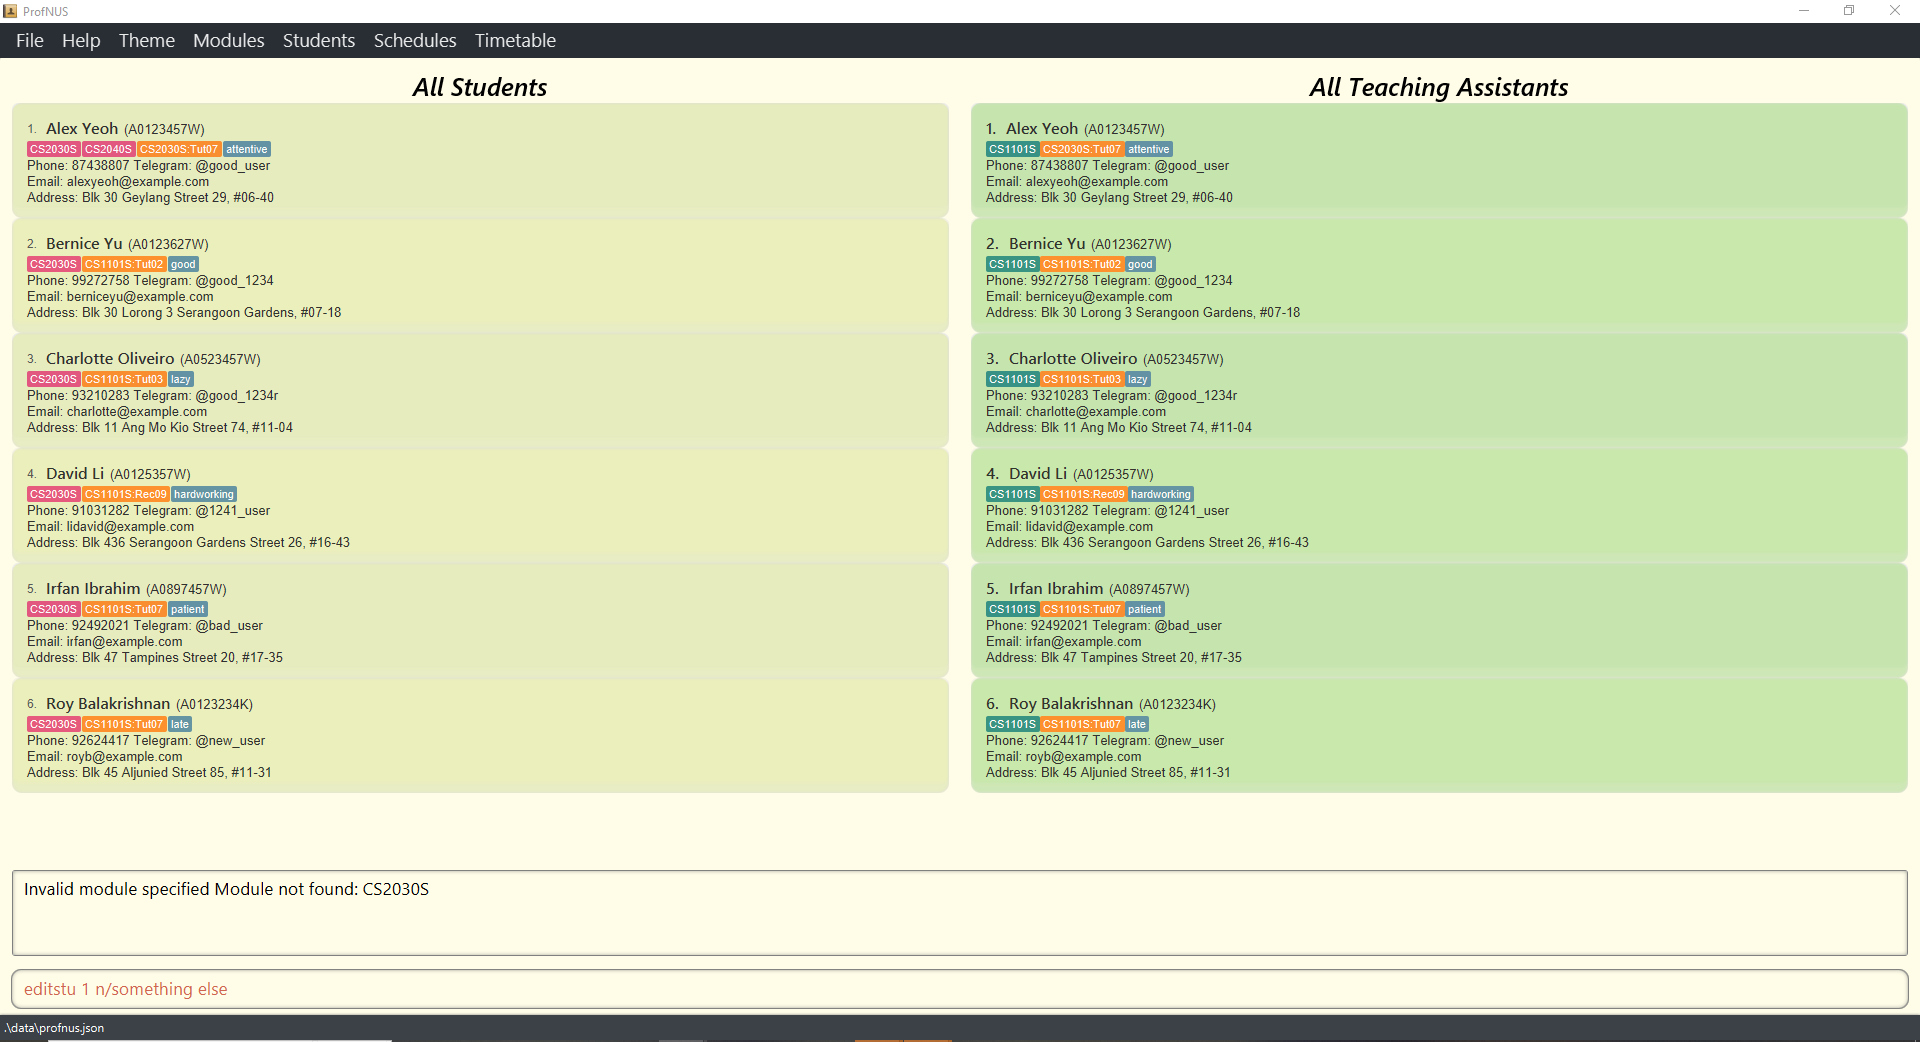 ProfNUS
File Help Theme Modules Students Schedules Timetable
All Students
1. Alex Yeoh (A0123457W)
CS2030S CS2040S CS2030S:Tut07 attentive
Phone: 87438807 Telegram: @good_user
Email: alexyeoh@example.com
Address: Blk 30 Geylang Street 29, #06-40
2. Bernice Yu (A0123627W)
CS2030S CS1101S:Tut02 good
Phone: 99272758 Telegram: @good_1234
Email: berniceyu@example.com
Address: Blk 30 Lorong 3 Serangoon Gardens, #07-18
3. Charlotte Oliveiro (A0523457W)
CS2030S CS1101S:Tut03 lazy
Phone: 93210283 Telegram: @good_1234r
Email: charlotte@example.com
Address: Blk 11 Ang Mo Kio Street 74, #11-04
4. David Li (A0125357W)
CS2030S CS1101S:Rec09 hardworking
Phone: 91031282 Telegram: @1241_user
Email: lidavid@example.com
Address: Blk 436 Serangoon Gardens Street 26, #16-43
5. Irfan Ibrahim (A0897457W)
CS2030S CS1101S:Tut07 patient
Phone: 92492021 Telegram: @bad_user
Email: irfan@example.com
Address: Blk 47 Tampines Street 20, #17-35
6. Roy Balakrishnan (A0123234K)
CS2030S CS1101S:Tut07 late
Phone: 92624417 Telegram: @new_user
Email: royb@example.com
Address: Blk 45 Aljunied Street 85, #11-31
All Teaching Assistants
1. Alex Yeoh (A0123457W)
CS1101S CS2030S:Tut07 attentive
Phone: 87438807 Telegram: @good_user
Email: alexyeoh@example.com
Address: Blk 30 Geylang Street 29, #06-40
2. Bernice Yu (A0123627W)
CS1101S CS1101S:Tut02 good
Phone: 99272758 Telegram: @good_1234
Email: berniceyu@example.com
Address: Blk 30 Lorong 3 Serangoon Gardens, #07-18
3. Charlotte Oliveiro (A0523457W)
CS1101S CS1101S:Tut03 lazy
Phone: 93210283 Telegram: @good_1234r
Email: charlotte@example.com
Address: Blk 11 Ang Mo Kio Street 74, #11-04
4. David Li (A0125357W)
CS1101S CS1101S:Rec09 hardworking
Phone: 91031282 Telegram: @1241_user
Email: lidavid@example.com
Address: Blk 436 Serangoon Gardens Street 26, #16-43
5. Irfan Ibrahim (A0897457W)
CS1101S CS1101S:Tut07 patient
Phone: 92492021 Telegram: @bad_user
Email: irfan@example.com
Address: Blk 47 Tampines Street 20, #17-35
6. Roy Balakrishnan (A0123234K)
CS1101S CS1101S:Tut07 late
Phone: 92624417 Telegram: @new_user
Email: royb@example.com
Address: Blk 45 Aljunied Street 85, #11-31
Invalid module specified Module not found: CS2030S
editstu 1 n/something else
.\data\profnus.json